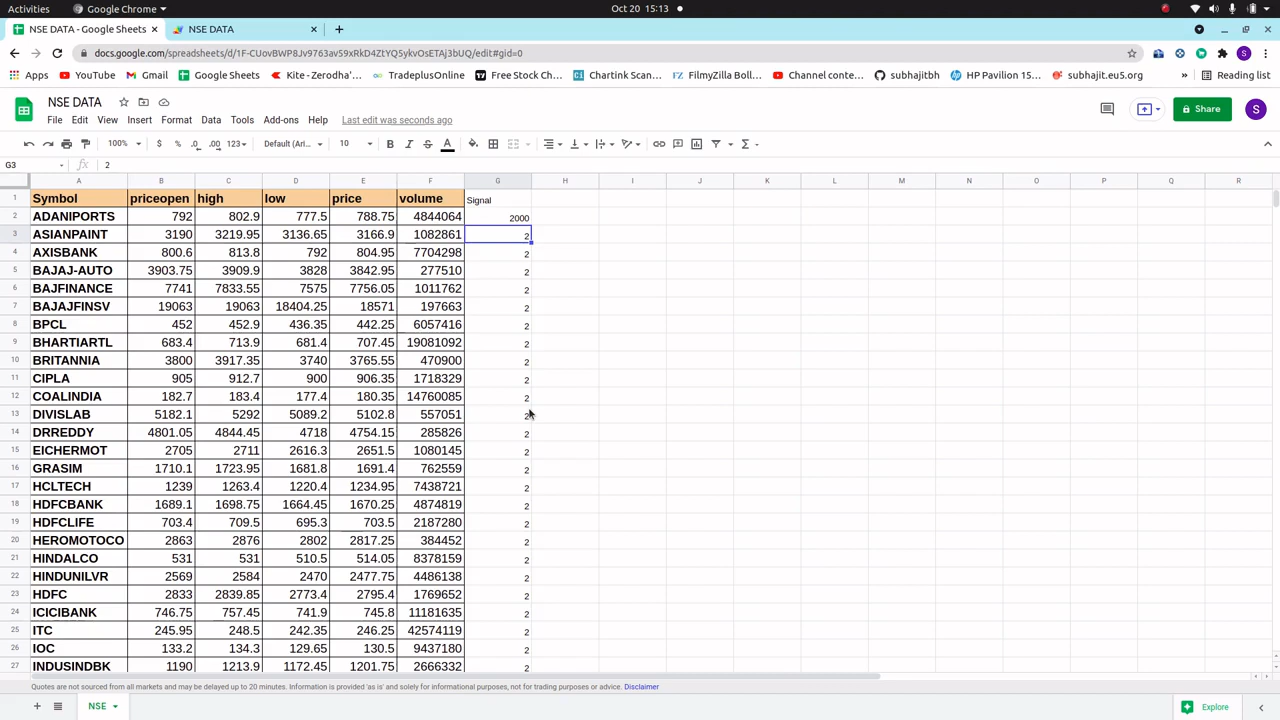 Activities Google Chrome Oct 20 15:13
NSE DATA - Google Sheets NSE DATA
docs.google.com/spreadsheets/d/1F-CUovBWP8Jv9763av59xRkD4ZtYQ5ykvOsETAj3bUQ/edit#gid=0
Apps YouTube Gmail Google Sheets Kite - Zerodha'... TradeplusOnline Free Stock Ch... Chartink Scan... FilmyZilla Boll... Channel conte... subhajitbh HP Pavilion 15... subhajit.eu5.org » Reading list
NSE DATA Share S
File Edit View Insert Format Data Tools Add-ons Help Last edit was seconds ago
100% $ % .0 .00 123 Default (Ari... 10 B I S A
G3 fx 2
A B C D E F G H I J K L M N O P Q R
1 Symbol priceopen high low price volume Signal
2 ADANIPORTS 792 802.9 777.5 788.75 4844064 2000
3 ASIANPAINT 3190 3219.95 3136.65 3166.9 1082861 2
4 AXISBANK 800.6 813.8 792 804.95 7704298 2
5 BAJAJ-AUTO 3903.75 3909.9 3828 3842.95 277510 2
6 BAJFINANCE 7741 7833.55 7575 7756.05 1011762 2
7 BAJAJFINSV 19063 19063 18404.25 18571 197663 2
8 BPCL 452 452.9 436.35 442.25 6057416 2
9 BHARTIARTL 683.4 713.9 681.4 707.45 19081092 2
10 BRITANNIA 3800 3917.35 3740 3765.55 470900 2
11 CIPLA 905 912.7 900 906.35 1718329 2
12 COALINDIA 182.7 183.4 177.4 180.35 14760085 2
13 DIVISLAB 5182.1 5292 5089.2 5102.8 557051 2
14 DRREDDY 4801.05 4844.45 4718 4754.15 285826 2
15 EICHERMOT 2705 2711 2616.3 2651.5 1080145 2
16 GRASIM 1710.1 1723.95 1681.8 1691.4 762559 2
17 HCLTECH 1239 1263.4 1220.4 1234.95 7438721 2
18 HDFCBANK 1689.1 1698.75 1664.45 1670.25 4874819 2
19 HDFCLIFE 703.4 709.5 695.3 703.5 2187280 2
20 HEROMOTOCO 2863 2876 2802 2817.25 384452 2
21 HINDALCO 531 531 510.5 514.05 8378159 2
22 HINDUNILVR 2569 2584 2470 2477.75 4486138 2
23 HDFC 2833 2839.85 2773.4 2795.4 1769652 2
24 ICICIBANK 746.75 757.45 741.9 745.8 11181635 2
25 ITC 245.95 248.5 242.35 246.25 42574119 2
26 IOC 133.2 134.3 129.65 130.5 9437180 2
27 INDUSINDBK 1190 1213.9 1172.45 1201.75 2666332 2
Quotes are not sourced from all markets and may be delayed up to 20 minutes. Information is provided 'as is' and solely for informational purposes, not for trading purposes or advice. Disclaimer
NSE Explore